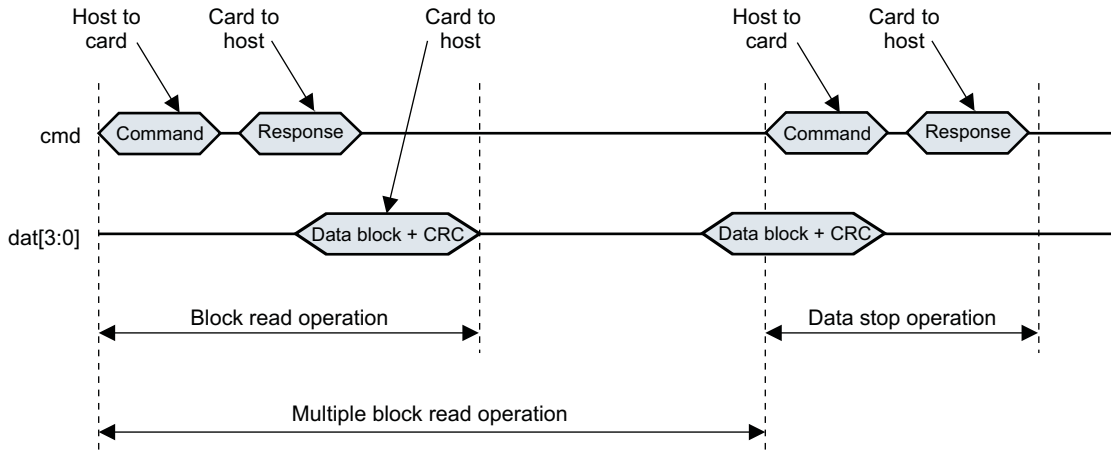 Host to
card
Card to
host
Card to
host
Host to
card
Card to
host
cmd
Command
Response
Command
Response
dat[3:0]
Data block + CRC
Data block + CRC
Block read operation
Data stop operation
Multiple block read operation